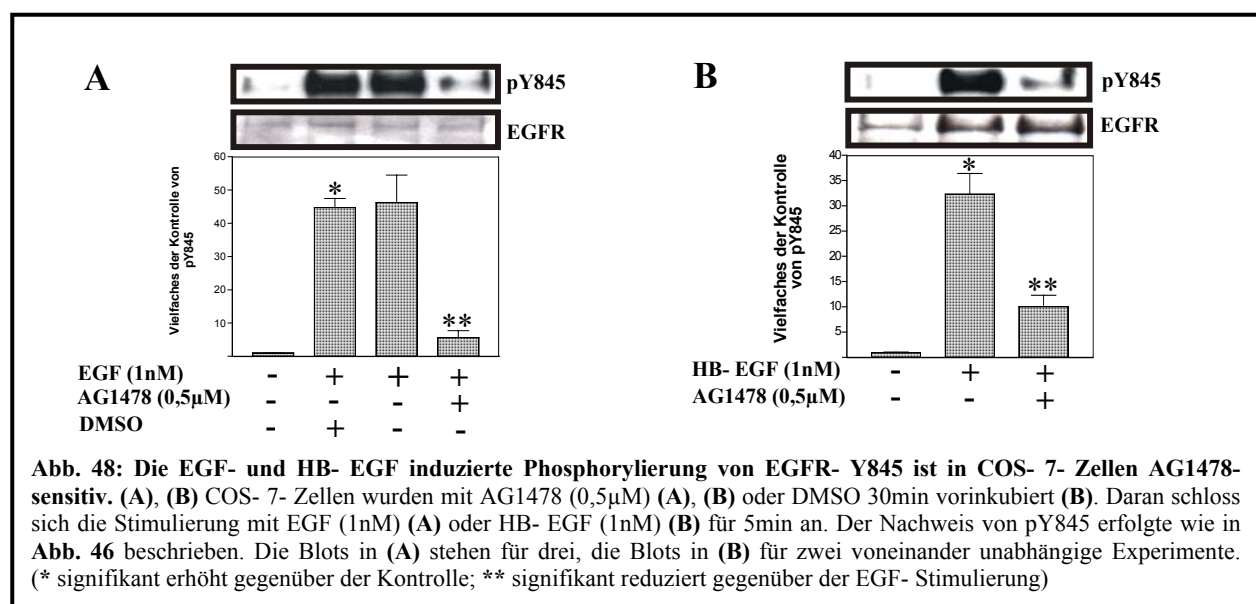 A
pY845
EGFR
Vielfaches der Kontrolle von
pY845
60
50
40
30
20
10
*
**
EGF (1nM) - + + +
AG1478 (0,5µM) - - - +
DMSO - + - -
B
pY845
EGFR
Vielfaches der Kontrolle
von pY845
40
35
30
25
20
15
10
5
*
**
HB- EGF (1nM) - + +
AG1478 (0,5µM) - - +
Abb. 48: Die EGF- und HB- EGF induzierte Phosphorylierung von EGFR- Y845 ist in COS- 7- Zellen AG1478-
sensitiv. (A), (B) COS- 7- Zellen wurden mit AG1478 (0,5µM) (A), (B) oder DMSO 30min vorinkubiert (B). Daran schloss
sich die Stimulierung mit EGF (1nM) (A) oder HB- EGF (1nM) (B) für 5min an. Der Nachweis von pY845 erfolgte wie in
Abb. 46 beschrieben. Die Blots in (A) stehen für drei, die Blots in (B) für zwei voneinander unabhängige Experimente.
(* signifikant erhöht gegenüber der Kontrolle; ** signifikant reduziert gegenüber der EGF- Stimulierung)